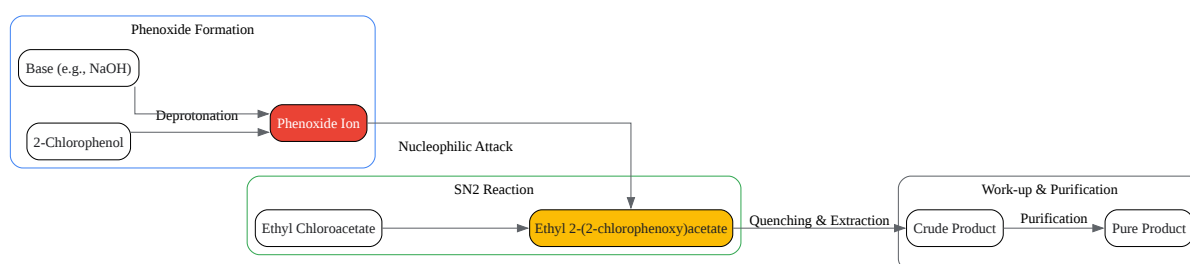 Phenoxide Formation
Base (e.g., NaOH)
Deprotonation
Phenoxide Ion
2-Chlorophenol
Nucleophilic Attack
SN2 Reaction
Work-up & Purification
Ethyl Chloroacetate
Ethyl 2-(2-chlorophenoxy)acetate
Quenching & Extraction
Crude Product
Purification
Pure Product